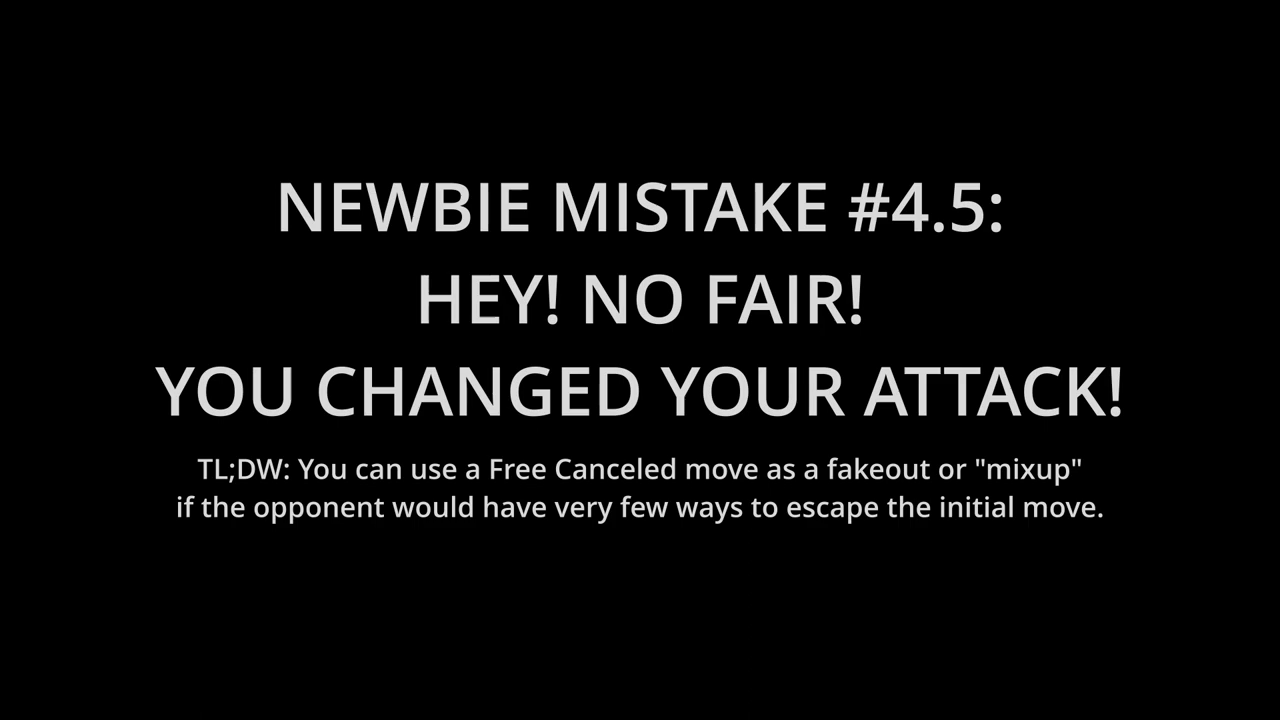 NEWBIE MISTAKE #4.5:
HEY! NO FAIR!
YOU CHANGED YOUR ATTACK!
TL;DW: You can use a Free Canceled move as a fakeout or "mixup"
if the opponent would have very few ways to escape the initial move.